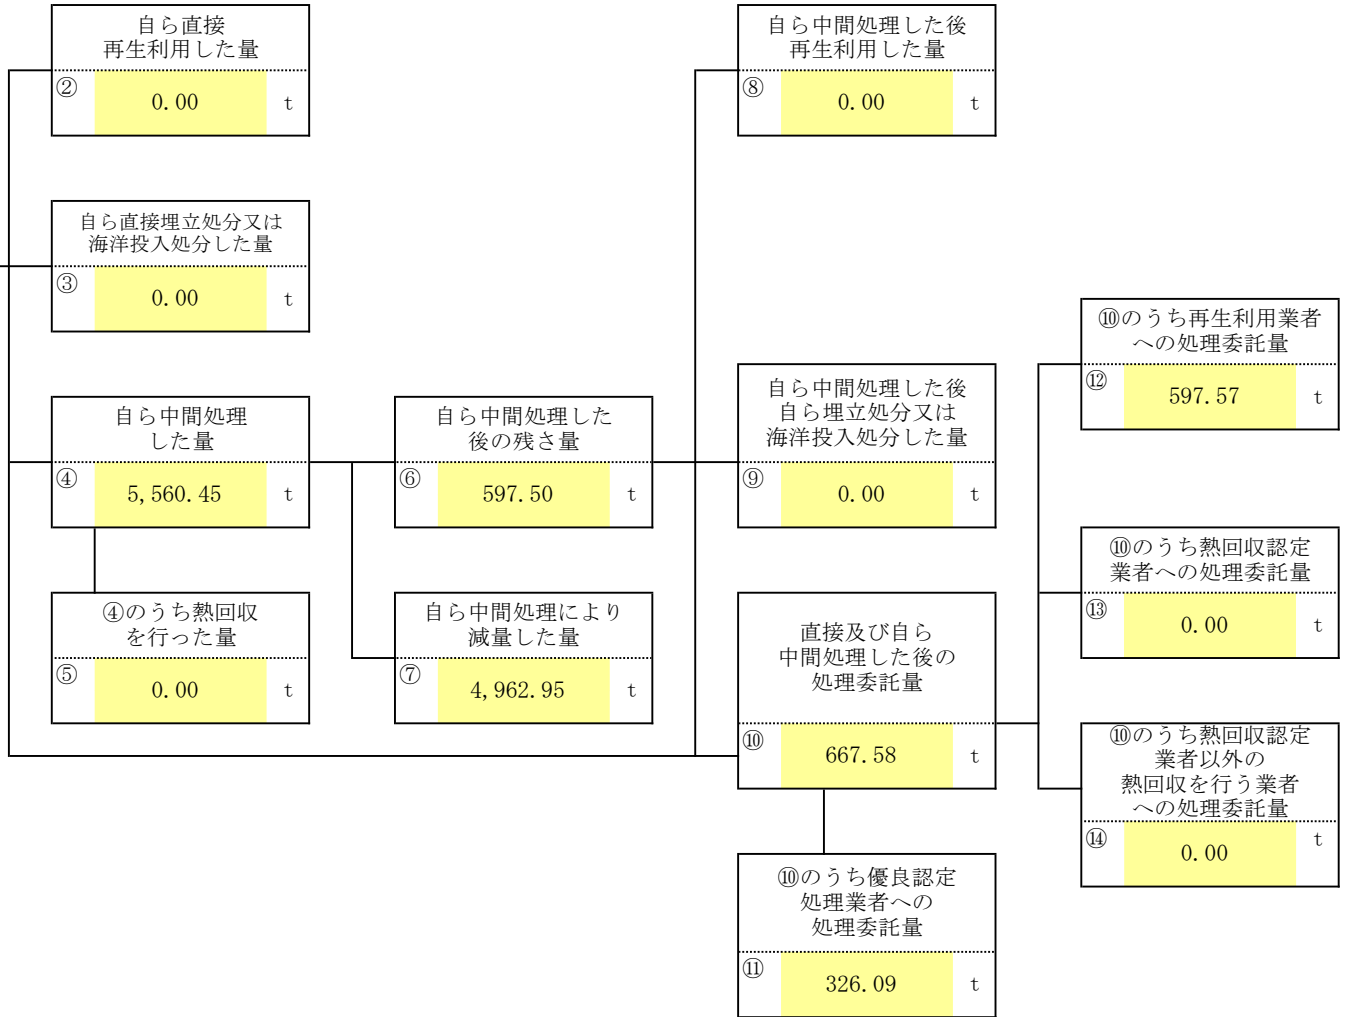 自ら直接
再生利用した量
②
0.00
t
自ら中間処理した後
再生利用した量
⑧
0.00
t
自ら直接埋立処分又は
海洋投入処分した量
③
0.00
t
⑩のうち再生利用業者
への処理委託量
⑫
597.57
t
自ら中間処理
した量
④
5,560.45
t
自ら中間処理した
後の残さ量
⑥
597.50
t
自ら中間処理した後
自ら埋立処分又は
海洋投入処分した量
⑨
0.00
t
⑩のうち熱回収認定
業者への処理委託量
⑬
0.00
t
④のうち熱回収
を行った量
⑤
0.00
t
自ら中間処理により
減量した量
⑦
4,962.95
t
直接及び自ら
中間処理した後の
処理委託量
⑩
667.58
t
⑩のうち熱回収認定
業者以外の
熱回収を行う業者
への処理委託量
⑭
0.00
t
⑩のうち優良認定
処理業者への
処理委託量
⑪
326.09
t